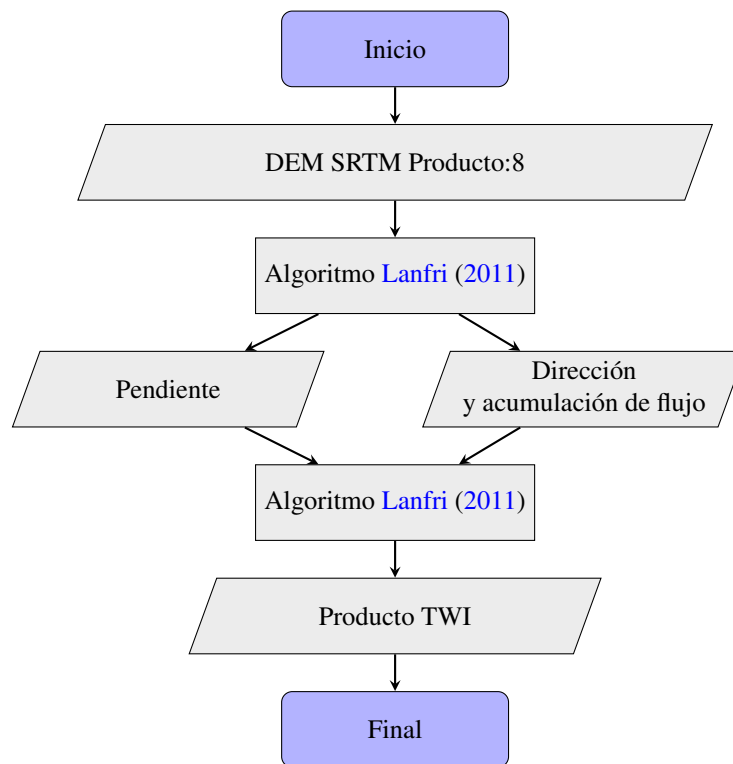 Inicio
DEM SRTM Producto:8
Algoritmo Lanfri (2011)
Pendiente
Dirección
y acumulación de flujo
Algoritmo Lanfri (2011)
Producto TWI
Final